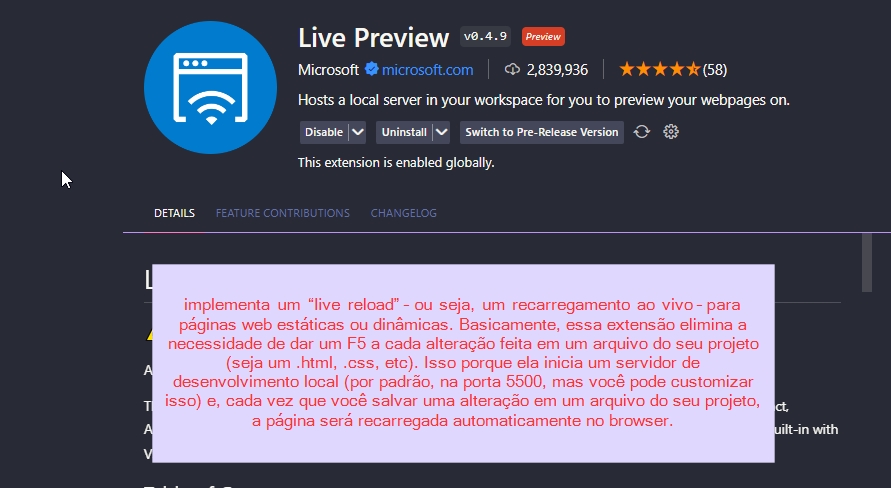 Live Preview v0.4.9 Preview
Microsoft microsoft.com 2,839,936 (58)
Hosts a local server in your workspace for you to preview your webpages on.
Disable Uninstall Switch to Pre-Release Version
This extension is enabled globally.
DETAILS FEATURE CONTRIBUTIONS CHANGELOG
implementa um “live reload” - ou seja, um recarregamento ao vivo - para
páginas web estáticas ou dinâmicas. Basicamente, essa extensão elimina a
necessidade de dar um F5 a cada alteração feita em um arquivo do seu projeto
(seja um .html, .css, etc). Isso porque ela inicia um servidor de
desenvolvimento local (por padrão, na porta 5500, mas você pode customizar
isso) e, cada vez que você salvar uma alteração em um arquivo do seu projeto,
a página será recarregada automaticamente no browser.